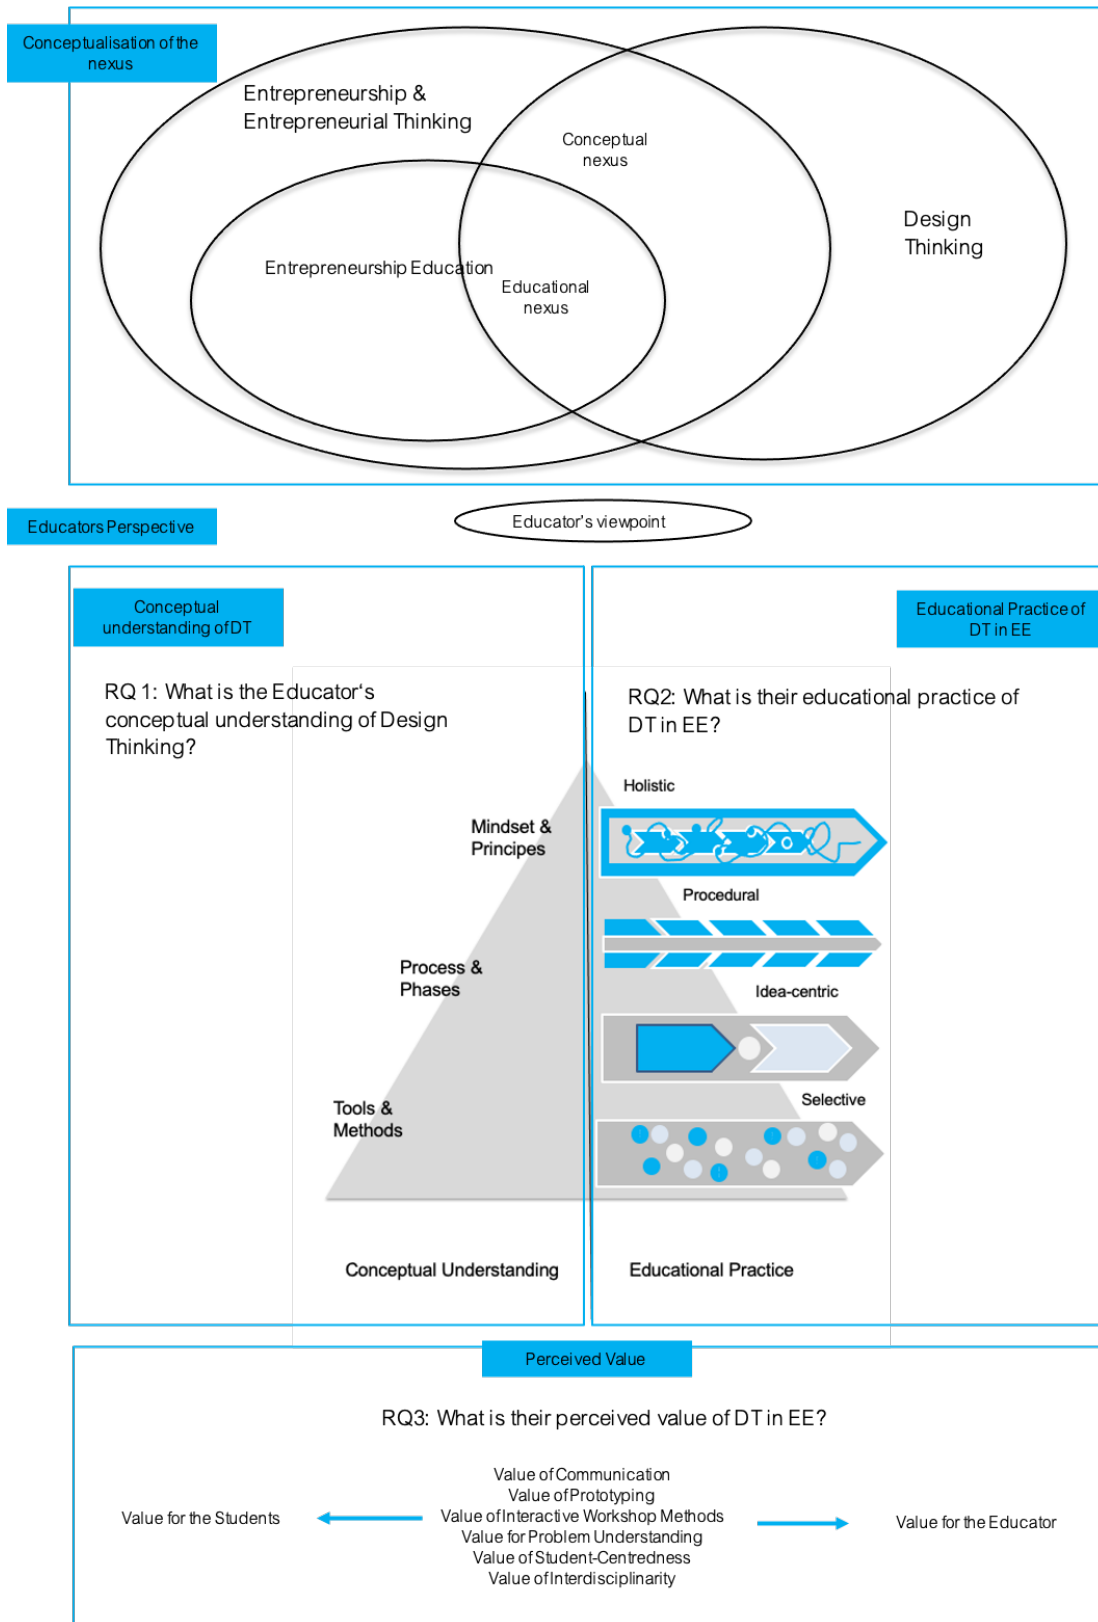 Conceptualisation of the
nexus
Entrepreneurship &
Entrepreneurial Thinking
Conceptual
nexus
Design
Thinking
Entrepreneurship Education
Educational
nexus
Educators Perspective
Educator's viewpoint
Conceptual
understanding of DT
Educational Practice of
DT in EE
RQ 1: What is the Educator‘s
conceptual understanding of Design
Thinking?
RQ2: What is their educational practice of
DT in EE?
Holistic
Mindset &
Principes
Procedural
Process &
Phases
Idea-centric
Tools &
Methods
Selective
Conceptual Understanding
Educational Practice
Perceived Value
RQ3: What is their perceived value of DT in EE?
Value of Communication
Value of Prototyping
Value of Interactive Workshop Methods
Value for Problem Understanding
Value of Student-Centredness
Value of Interdisciplinarity
Value for the Students
Value for the Educator